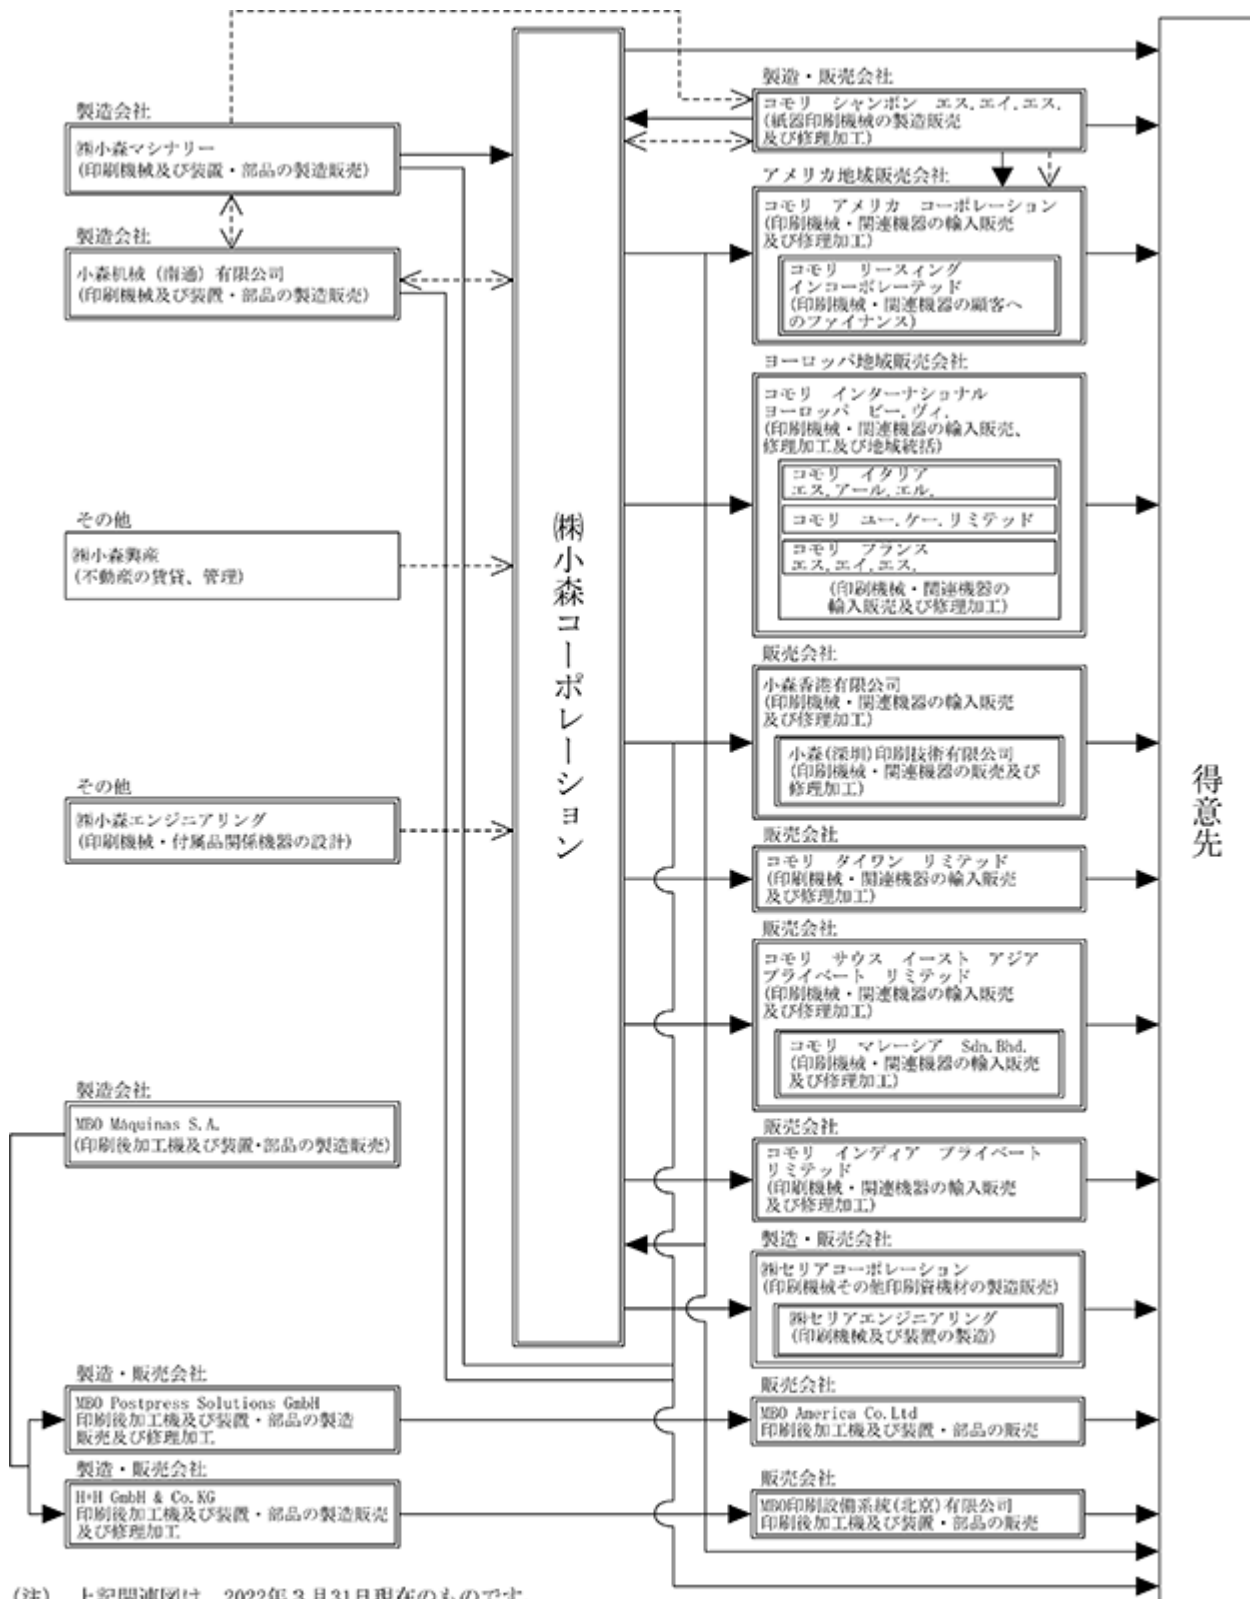 製造会社
㈱小森マシナリー
(印刷機械及び装置・部品の製造販売)
製造会社
小森机械（南通）有限公司
(印刷機械及び装置・部品の製造販売)
その他
㈱小森興産
(不動産の賃貸、管理)
その他
㈱小森エンジニアリング
(印刷機械・付属品関係機器の設計)
製造会社
MBO Maquinas S.A.
(印刷後加工機及び装置・部品の製造販売)
製造・販売会社
MBO Postpress Solutions GmbH
印刷後加工機及び装置・部品の製造
販売及び修理加工
製造・販売会社
H+H GmbH & Co.KG
印刷後加工機及び装置・部品の製造販売
及び修理加工
㈱小森コーポレーション
製造・販売会社
コモリ シャンボン エス.エイ.エス.
(紙器印刷機械の製造販売
及び修理加工)
アメリカ地域販売会社
コモリ アメリカ コーポレーション
(印刷機械・関連機器の輸入販売
及び修理加工)
コモリ リースィング
インコーポレーテッド
(印刷機械・関連機器の顧客へ
のファイナンス)
ヨーロッパ地域販売会社
コモリ インターナショナル
ヨーロッパ ビー.ヴィ.
(印刷機械・関連機器の輸入販売、
修理加工及び地域統括)
コモリ イタリア
エス.アール.エル.
コモリ ユー.ケー.リミテッド
コモリ フランス
エス.エイ.エス.
(印刷機械・関連機器の
輸入販売及び修理加工)
販売会社
小森香港有限公司
(印刷機械・関連機器の輸入販売
及び修理加工)
小森(深圳)印刷技術有限公司
(印刷機械・関連機器の販売及び
修理加工)
販売会社
コモリ タイワン リミテッド
(印刷機械・関連機器の輸入販売
及び修理加工)
販売会社
コモリ サウス イースト アジア
プライベート リミテッド
(印刷機械・関連機器の輸入販売
及び修理加工)
コモリ マレーシア Sdn.Bhd.
(印刷機械・関連機器の輸入販売
及び修理加工)
販売会社
コモリ インディア プライベート
リミテッド
(印刷機械・関連機器の輸入販売
及び修理加工)
製造・販売会社
㈱セリアコーポレーション
(印刷機械その他印刷資機材の製造販売)
㈱セリアエンジニアリング
(印刷機械及び装置の製造)
販売会社
MBO America Co.Ltd
印刷後加工機及び装置・部品の販売
販売会社
MBO印刷設備系統(北京)有限公司
印刷後加工機及び装置・部品の販売
得意先
(注) 上記関連図は、2022年３月31日現在のものです